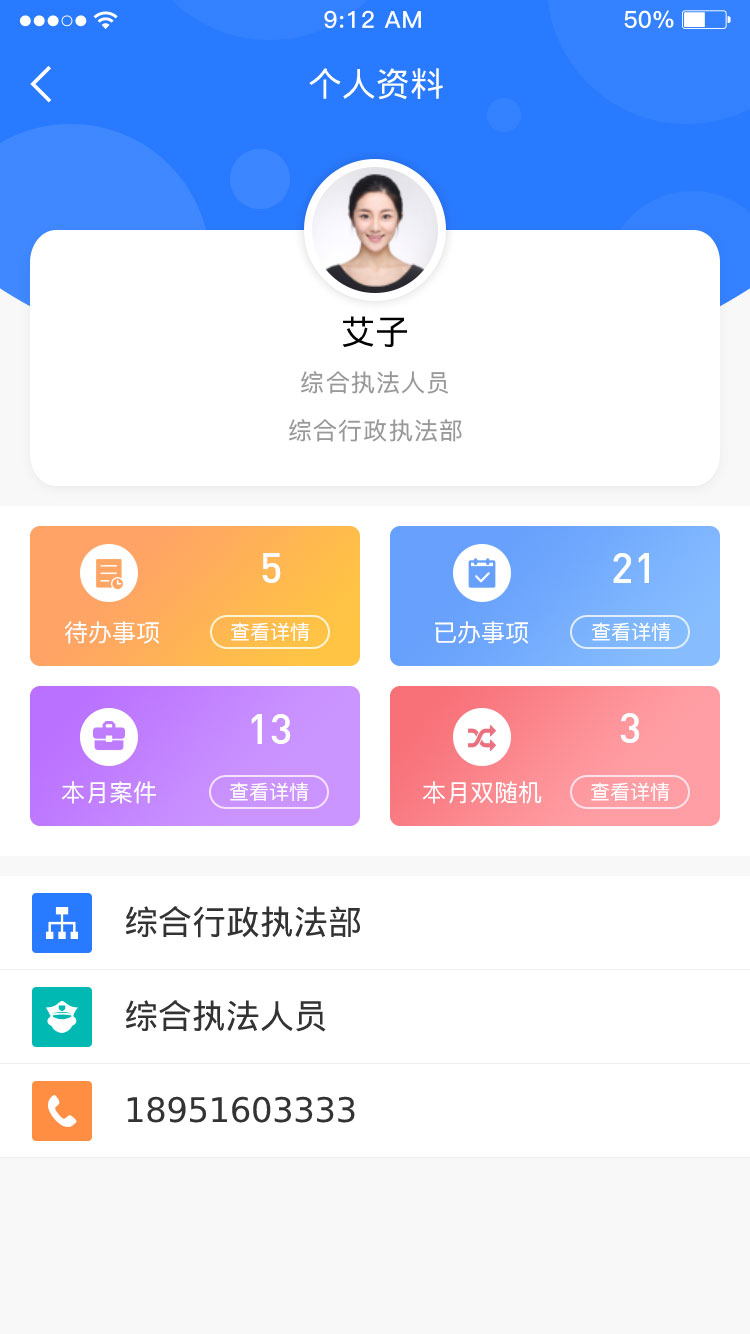 9:12 AM
50%
个人资料
艾子
综合执法人员
综合行政执法部
5
待办事项
查看详情
21
已办事项
查看详情
13
本月案件
查看详情
3
本月双随机
查看详情
综合行政执法部
综合执法人员
18951603333